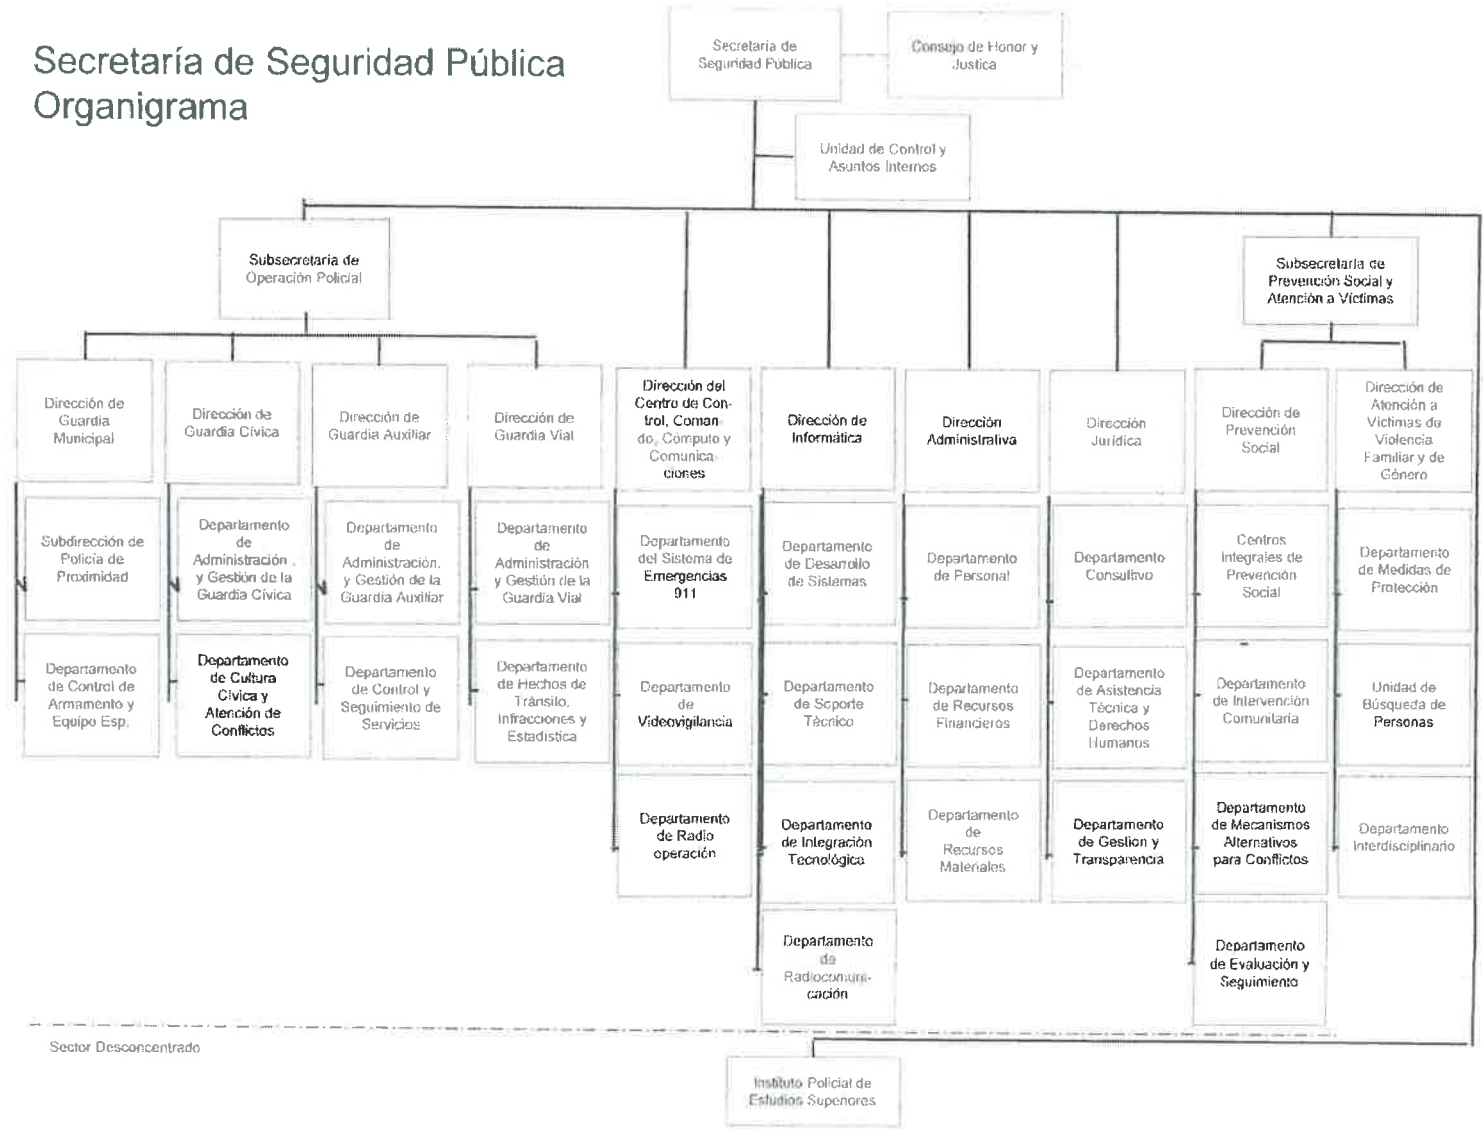 Secretaría de Seguridad Pública
Organigrama
Secretaría de
Seguridad Pública
Consejo de Honor y
Justica
Unidad de Control y
Asuntos Internos
Subsecretaría de
Operación Policial
Subsecretaría de
Prevención Social y
Atención a Víctimas
Dirección de
Guardia
Municipal
Dirección de
Guardia Cívica
Dirección de
Guardia Auxiliar
Dirección de
Guardia Vial
Dirección del
Centro de Con-
trol, Coman-
do, Cómputo y
Comunica-
ciones
Dirección de
Informática
Dirección
Administrativa
Dirección
Jurídica
Dirección de
Prevención
Social
Dirección de
Atención a
Víctimas de
Violencia
Familiar y de
Género
Subdirección de
Policía de
Proximidad
Departamento
de
Administración.
y Gestión de la
Guardia Cívica
Departamento
de
Administración.
y Gestión de la
Guardia Auxiliar
Departamento
de
Administración
y Gestión de la
Guardia Vial
Departamento
del Sistema de
Emergencias
911
Departamento
de Desarollo
de Sistemas
Departamento
de Personal
Departamento
Consultivo
Centros
Integrales de
Prevención
Social
Departamento
de Medidas de
Protección
Departamento
de Control de
Armamento y
Equipo Esp.
Departamento
de Cultura
Cívica y
Atención de
Conflictos
Departamento
de Control y
Seguimiento de
Servicios
Departamento
de Hechos de
Tránsito,
Infracciones y
Estadística
Departamento
de
Videovigilancia
Departamento
de Soporte
Técnico
Departamento
de Recursos
Financieros
Departamento
de Asistencia
Técnica y
Derechos
Humanos
Departamento
de Intervención
Comunitaria
Unidad de
Búsqueda de
Personas
Departamento
de Radio
operación
Departamento
de Integración
Tecnológica
Departamento
de
Recursos
Materiales
Departamento
de Gestion y
Transparencia
Departamento
de Mecanismos
Alternativos
para Conflictos
Departamento
Interdisciplinario
Departamento
de
Radiocomuni-
cación
Departamento
de Evaluación y
Seguimiento
Sector Desconcentrado
Instituto Policial de
Estudios Superiores